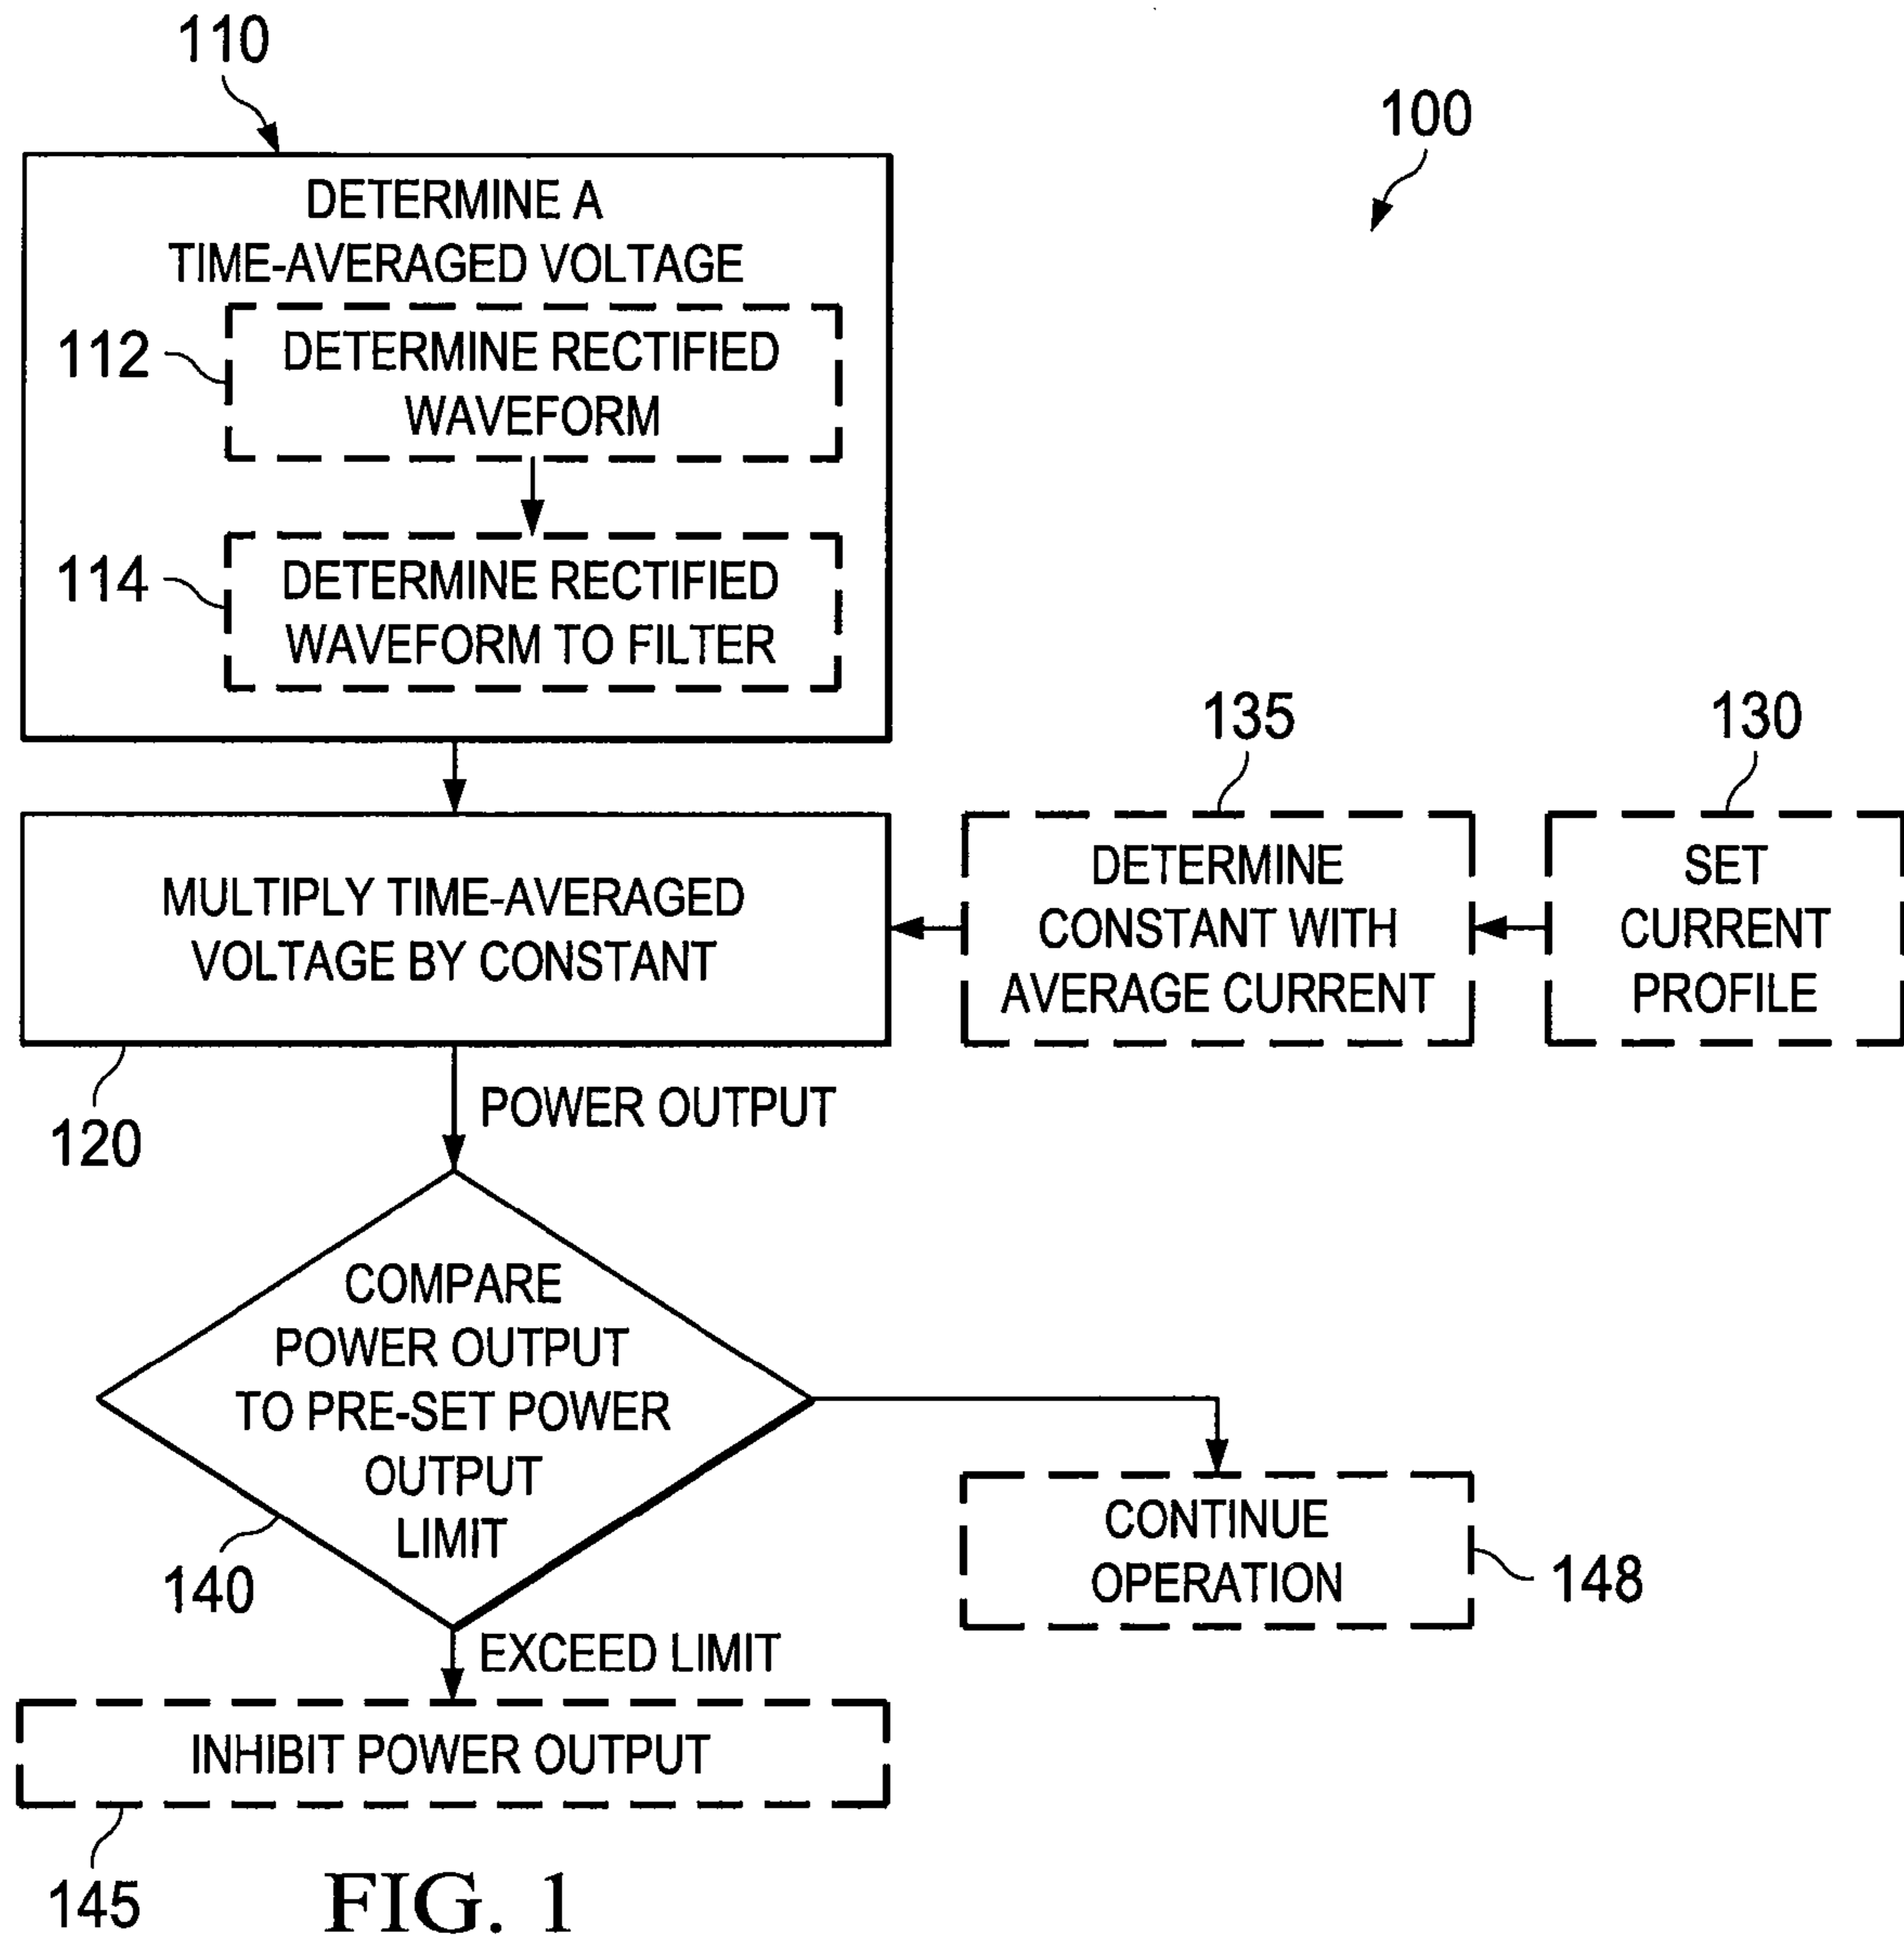 110
100
DETERMINE A
TIME-AVERAGED VOLTAGE
112
DETERMINE RECTIFIED
WAVEFORM
114
DETERMINE RECTIFIED
WAVEFORM TO FILTER
135
130
MULTIPLY TIME-AVERAGED
VOLTAGE BY CONSTANT
DETERMINE
CONSTANT WITH
AVERAGE CURRENT
SET
CURRENT
PROFILE
120
POWER OUTPUT
COMPARE
POWER OUTPUT
TO PRE-SET POWER
OUTPUT
LIMIT
140
CONTINUE
OPERATION
148
EXCEED LIMIT
INHIBIT POWER OUTPUT
145
FIG. 1